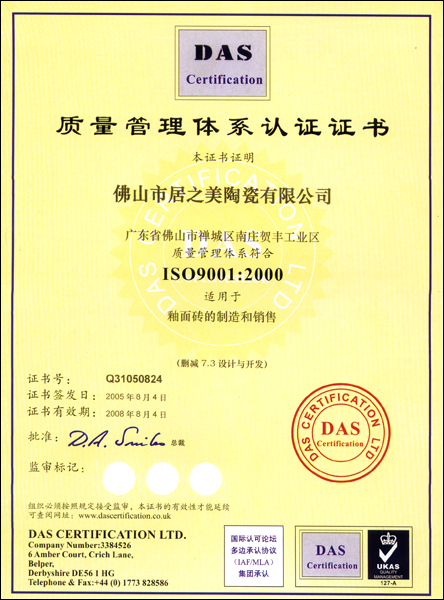 DAS
Certification
质量管理体系认证证书
本证书证明
佛山市居之美陶瓷有限公司
广东省佛山市禅城区南庄贺丰工业区
质量管理体系符合
ISO9001:2000
适用于
釉面砖的制造和销售
(删减 7.3 设计与开发)
证书号: Q31050824
证书签发日: 2005 年 8 月 4 日
证书有效期: 2008 年 8 月 4 日
批准: D.A. Smiles 总裁
监审标记:
DAS CERTIFICATION LTD
DAS
Certification
组织必须按照规定接受监审,本证书的有效性才能延续
可查阅网址: www.dascertification.co.uk
DAS CERTIFICATION LTD.
Company Number:3384526
6 Amber Court, Crich Lane,
Belper,
Derbyshire DE56 1 HG
Telephone & Fax:+44 (0) 1773 828586
国际认可论坛
多边承认协议
(IAF/MLA)
集团承认
DAS
Certification
UKAS
QUALITY
MANAGEMENT
127-A
DAS CERTIFICATION LTD